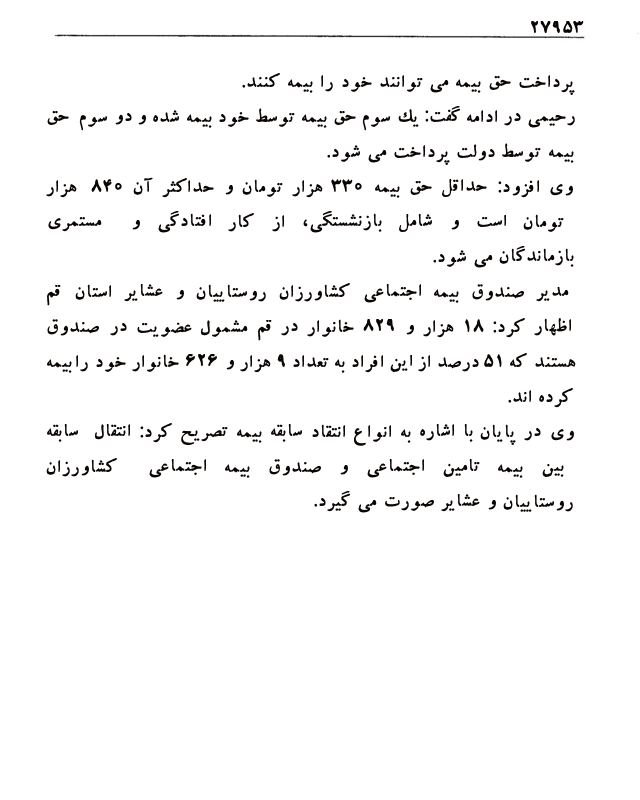 ۲۷۹۵۳
پرداخت حق بیمه می توانند خود را بیمه کنند.
رحیمی در ادامه گفت: یك سوم حق بیمه توسط خود بیمه شده و دو سوم حق
بیمه توسط دولت پرداخت می شود.
وی افزود: حداقل حق بیمه ۳۳۰ هزار تومان و حداکثر آن ۸۴۰ هزار
تومان است و شامل بازنشستگی، از کار افتادگی و مستمری
بازماندگان می شود.
مدیر صندوق بیمه اجتماعی کشاورزان روستاییان و عشایر استان قم
اظهار کرد: ۱۸ هزار و ۸۲۹ خانوار در قم مشمول عضویت در صندوق
هستند که ۵۱ درصد از این افراد به تعداد ۹ هزار و ۶۲۶ خانوار خود را بیمه
کرده اند.
وی در پایان با اشاره به انواع انتقاد سابقه بیمه تصریح کرد: انتقال سابقه
بین بیمه تامین اجتماعی و صندوق بیمه اجتماعی کشاورزان
روستاییان و عشایر صورت می گیرد.